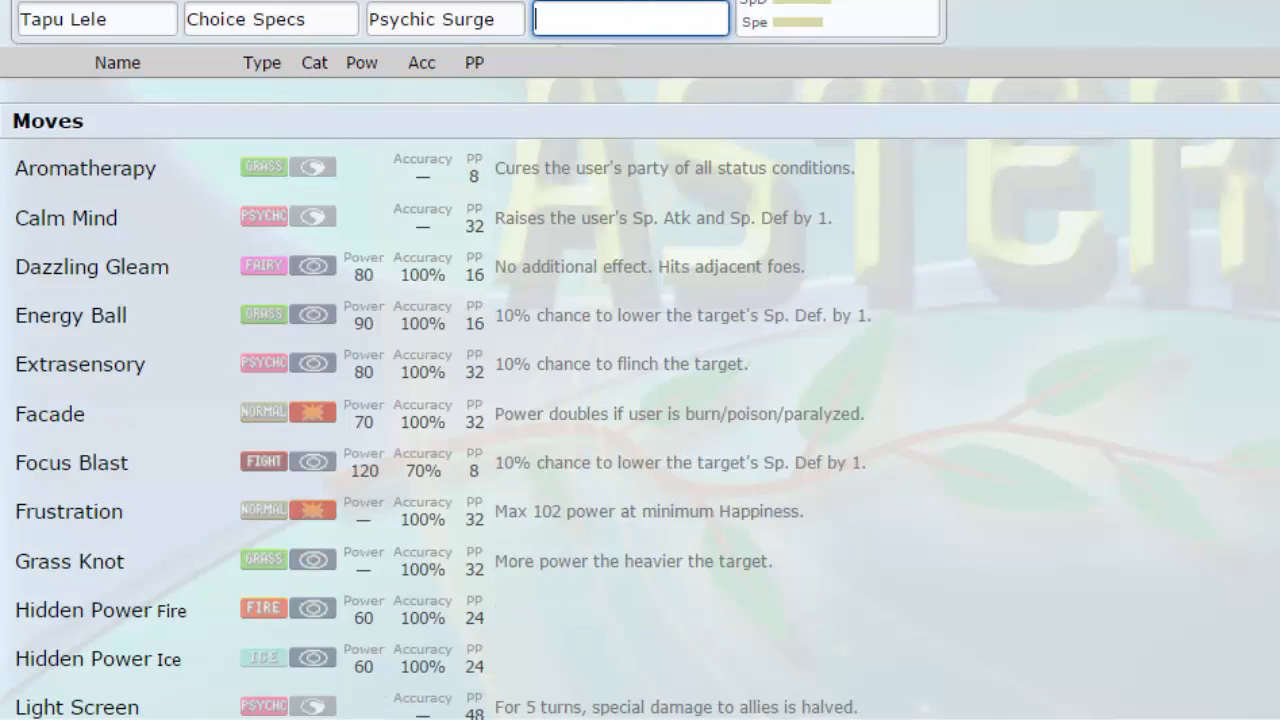 Tapu Lele Choice Specs Psychic Surge
SpD
Spe
Name Type Cat Pow Acc PP
Moves
Aromatherapy GRASS Accuracy — PP 8 Cures the user's party of all status conditions.
Calm Mind PSYCHC Accuracy — PP 32 Raises the user's Sp. Atk and Sp. Def by 1.
Dazzling Gleam FAIRY Power 80 Accuracy 100% PP 16 No additional effect. Hits adjacent foes.
Energy Ball GRASS Power 90 Accuracy 100% PP 16 10% chance to lower the target's Sp. Def. by 1.
Extrasensory PSYCHC Power 80 Accuracy 100% PP 32 10% chance to flinch the target.
Facade NORMAL Power 70 Accuracy 100% PP 32 Power doubles if user is burn/poison/paralyzed.
Focus Blast FIGHT Power 120 Accuracy 70% PP 8 10% chance to lower the target's Sp. Def by 1.
Frustration NORMAL Power — Accuracy 100% PP 32 Max 102 power at minimum Happiness.
Grass Knot GRASS Power — Accuracy 100% PP 32 More power the heavier the target.
Hidden Power Fire FIRE Power 60 Accuracy 100% PP 24
Hidden Power Ice ICE Power 60 Accuracy 100% PP 24
Light Screen PSYCHC Accuracy — PP 48 For 5 turns, special damage to allies is halved.
ASTER